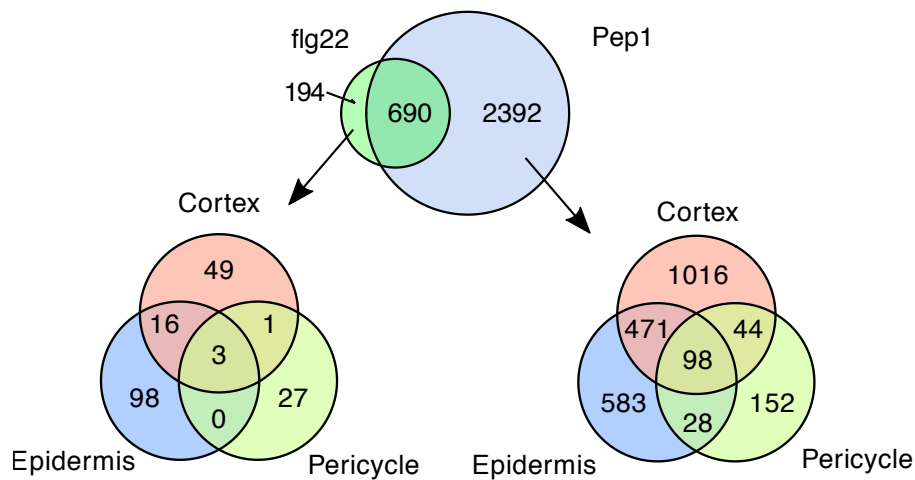 flg22
Pep1
194
690
2392
Cortex
49
16
1
3
98
27
0
Epidermis
Pericycle
Cortex
1016
471
44
98
583
152
28
Epidermis
Pericycle